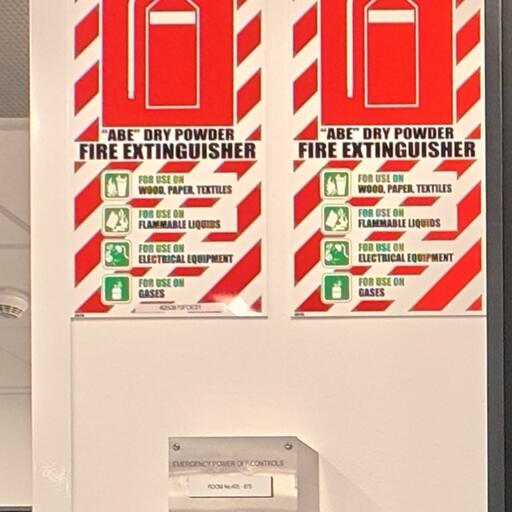 "ABE" DRY POWDER
FIRE EXTINGUISHER
FOR USE ON
WOOD, PAPER, TEXTILES
FOR USE ON
FLAMMABLE LIQUIDS
FOR USE ON
ELECTRICAL EQUIPMENT
FOR USE ON
GASES
"ABE" DRY POWDER
FIRE EXTINGUISHER
FOR USE ON
WOOD, PAPER, TEXTILES
FOR USE ON
FLAMMABLE LIQUIDS
FOR USE ON
ELECTRICAL EQUIPMENT
FOR USE ON
GASES
EMERGENCY POWER OFF CONTROLS
ROOM No.